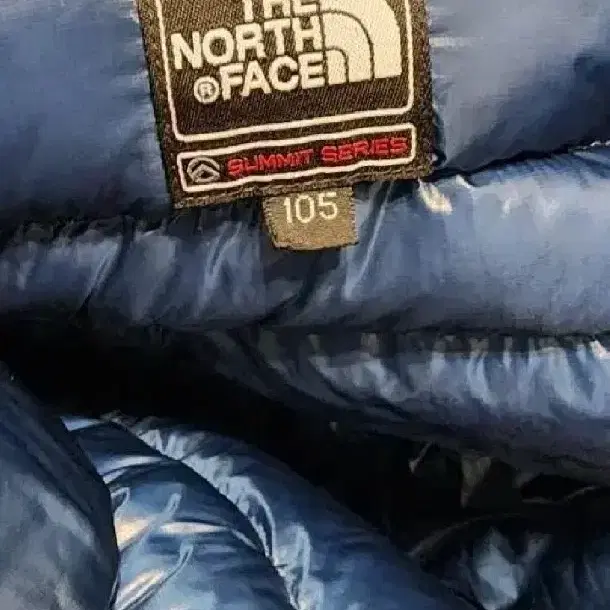 THE
NORTH
®FACE
SUMMIT SERIES
105